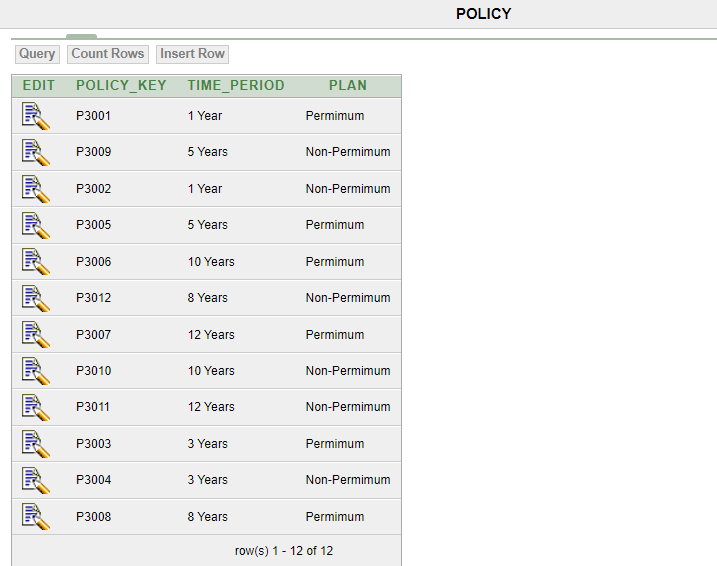 POLICY
Query Count Rows Insert Row
EDIT POLICY_KEY TIME_PERIOD PLAN
P3001 1 Year Permimum
P3009 5 Years Non-Permimum
P3002 1 Year Non-Permimum
P3005 5 Years Permimum
P3006 10 Years Permimum
P3012 8 Years Non-Permimum
P3007 12 Years Permimum
P3010 10 Years Non-Permimum
P3011 12 Years Non-Permimum
P3003 3 Years Permimum
P3004 3 Years Non-Permimum
P3008 8 Years Permimum
row(s) 1 - 12 of 12